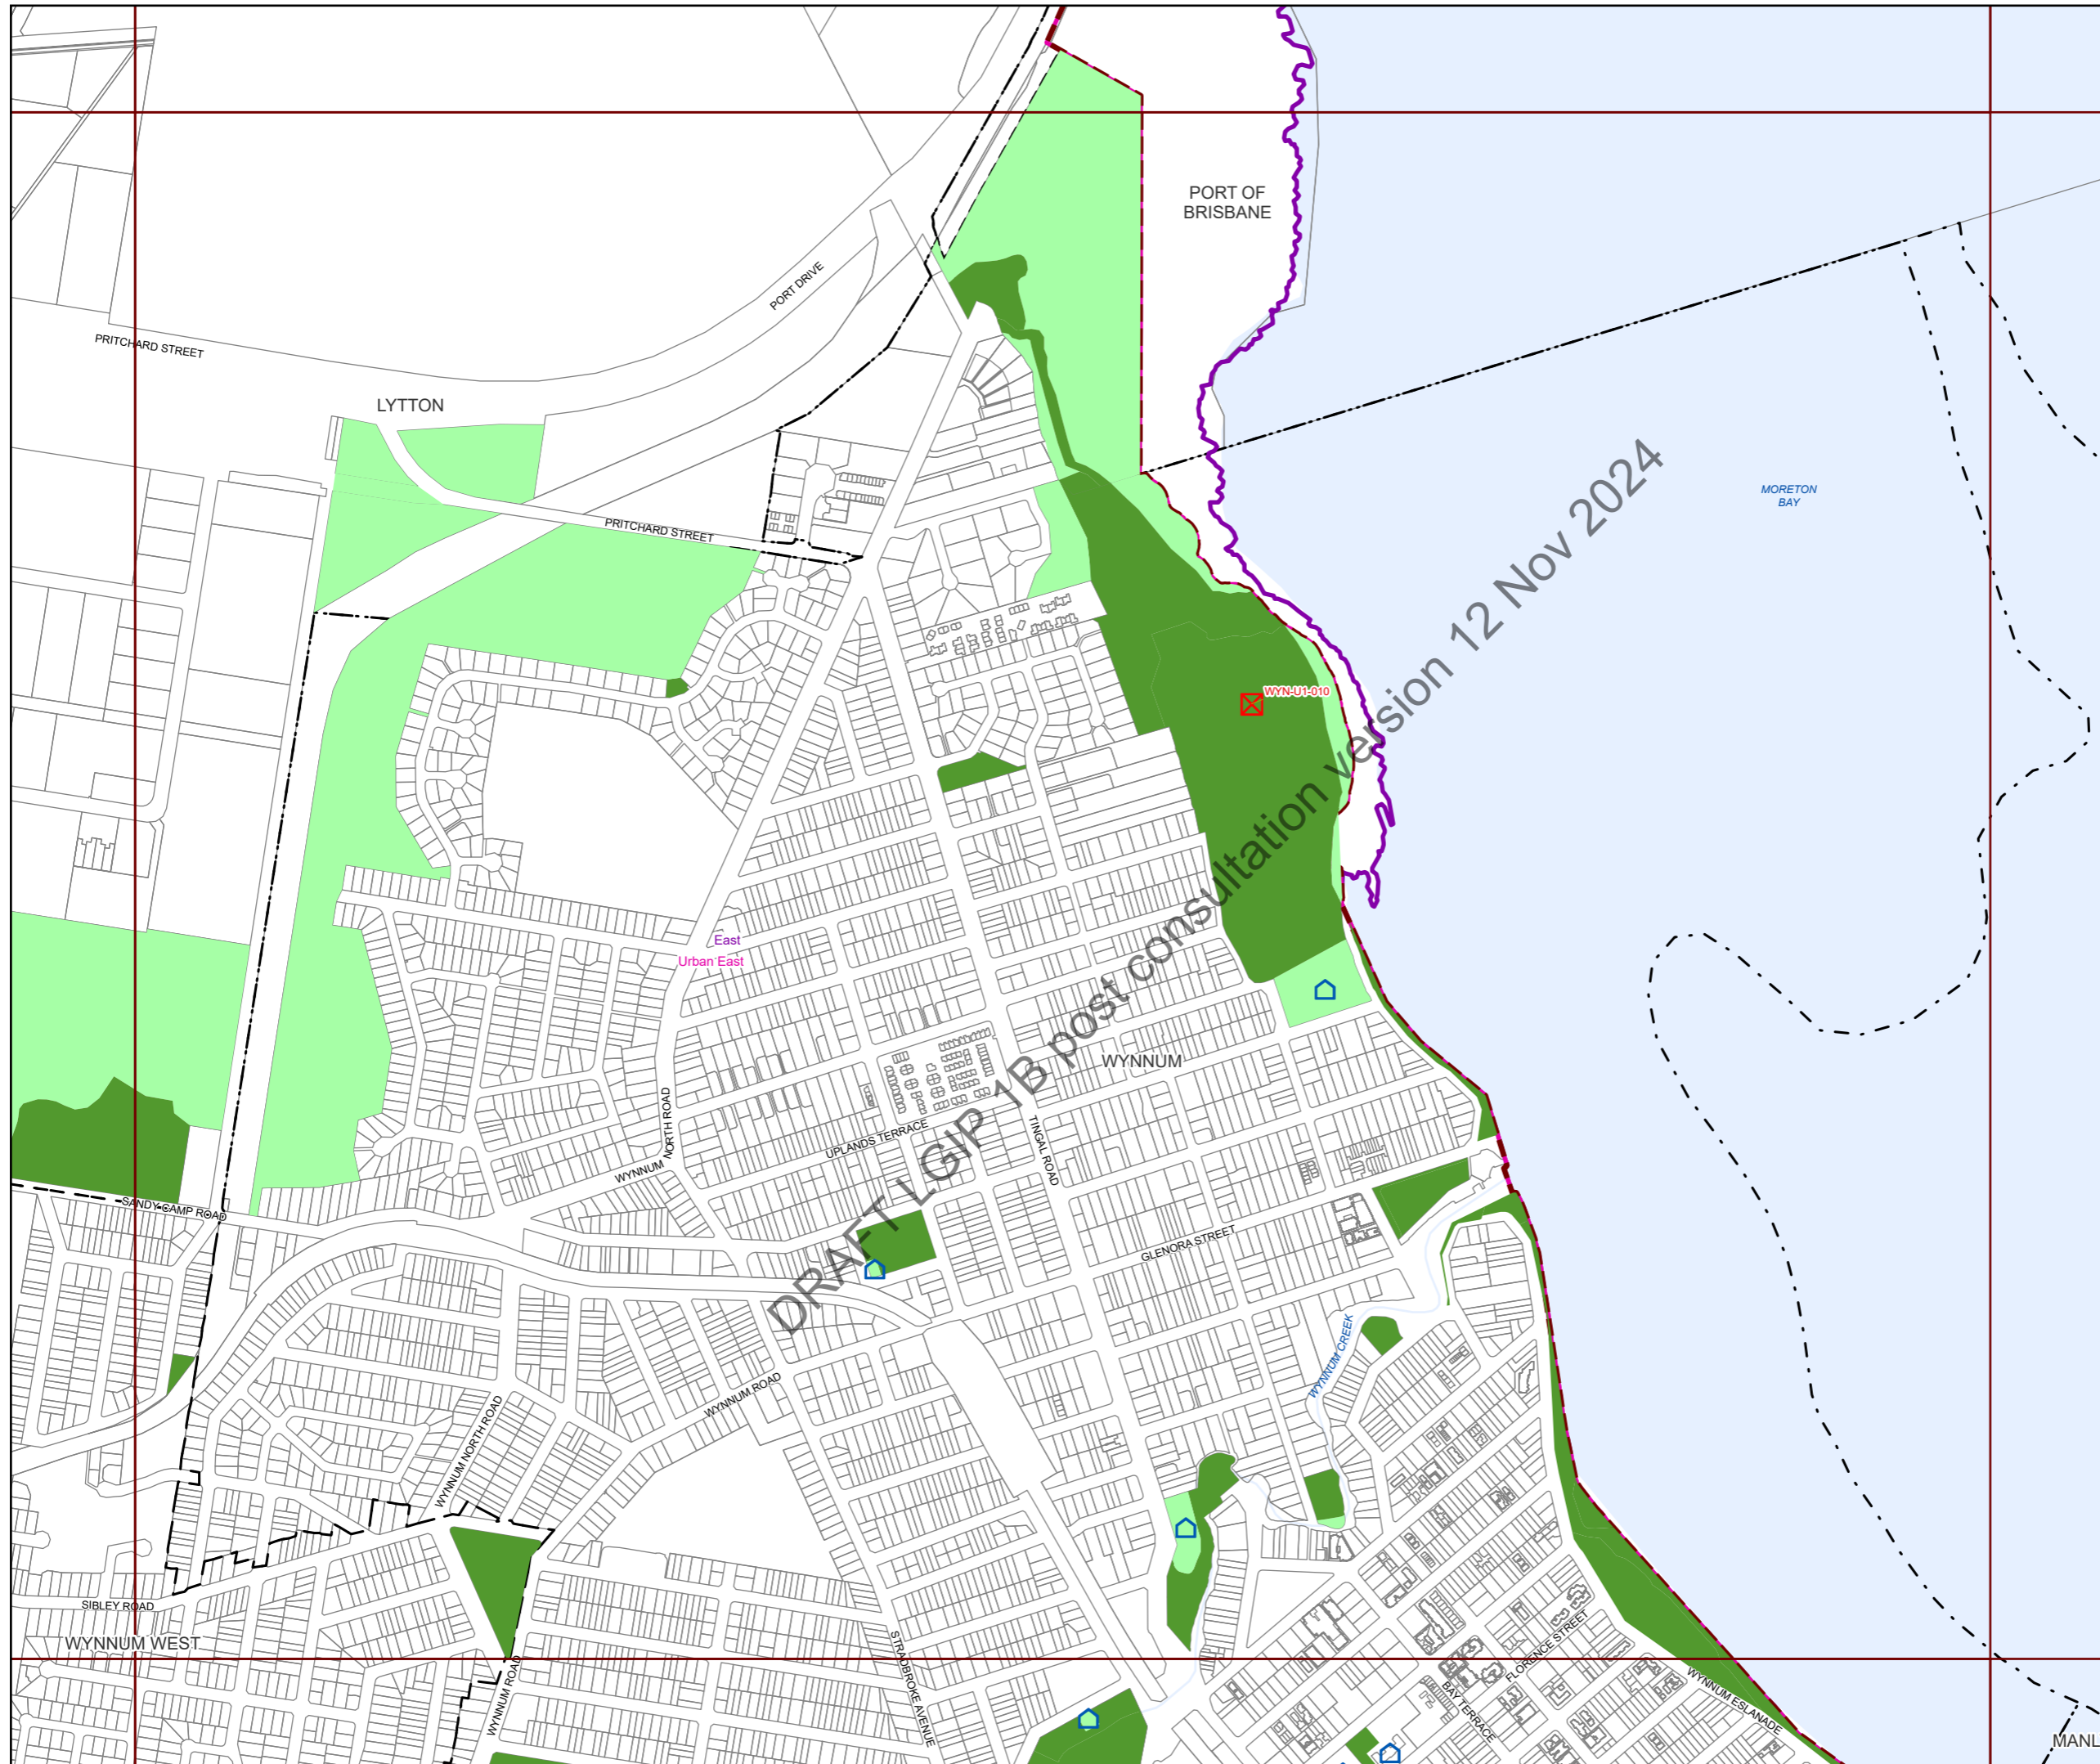 PORT OF
BRISBANE
PORT DRIVE
PRITCHARD STREET
LYTTON
MORETON
BAY
PRITCHARD STREET
WYN-U1-010
East
Urban East
DRAFT LGIP 1B post consultation version 12 Nov 2024
WYNNUM
NORTH ROAD
TINGAL ROAD
UPLANDS TERRACE
WYNNUM
SANDY CAMP ROAD
GLENORA STREET
WYNNUM CREEK
WYNNUM ROAD
WYNNUM NORTH ROAD
SIBLEY ROAD
WYNNUM WEST
STRADBROKE AVENUE
WYNNUM ROAD
FLORENCE STREET
BAY TERRACE
WYNNUM ESLANADE
MANL